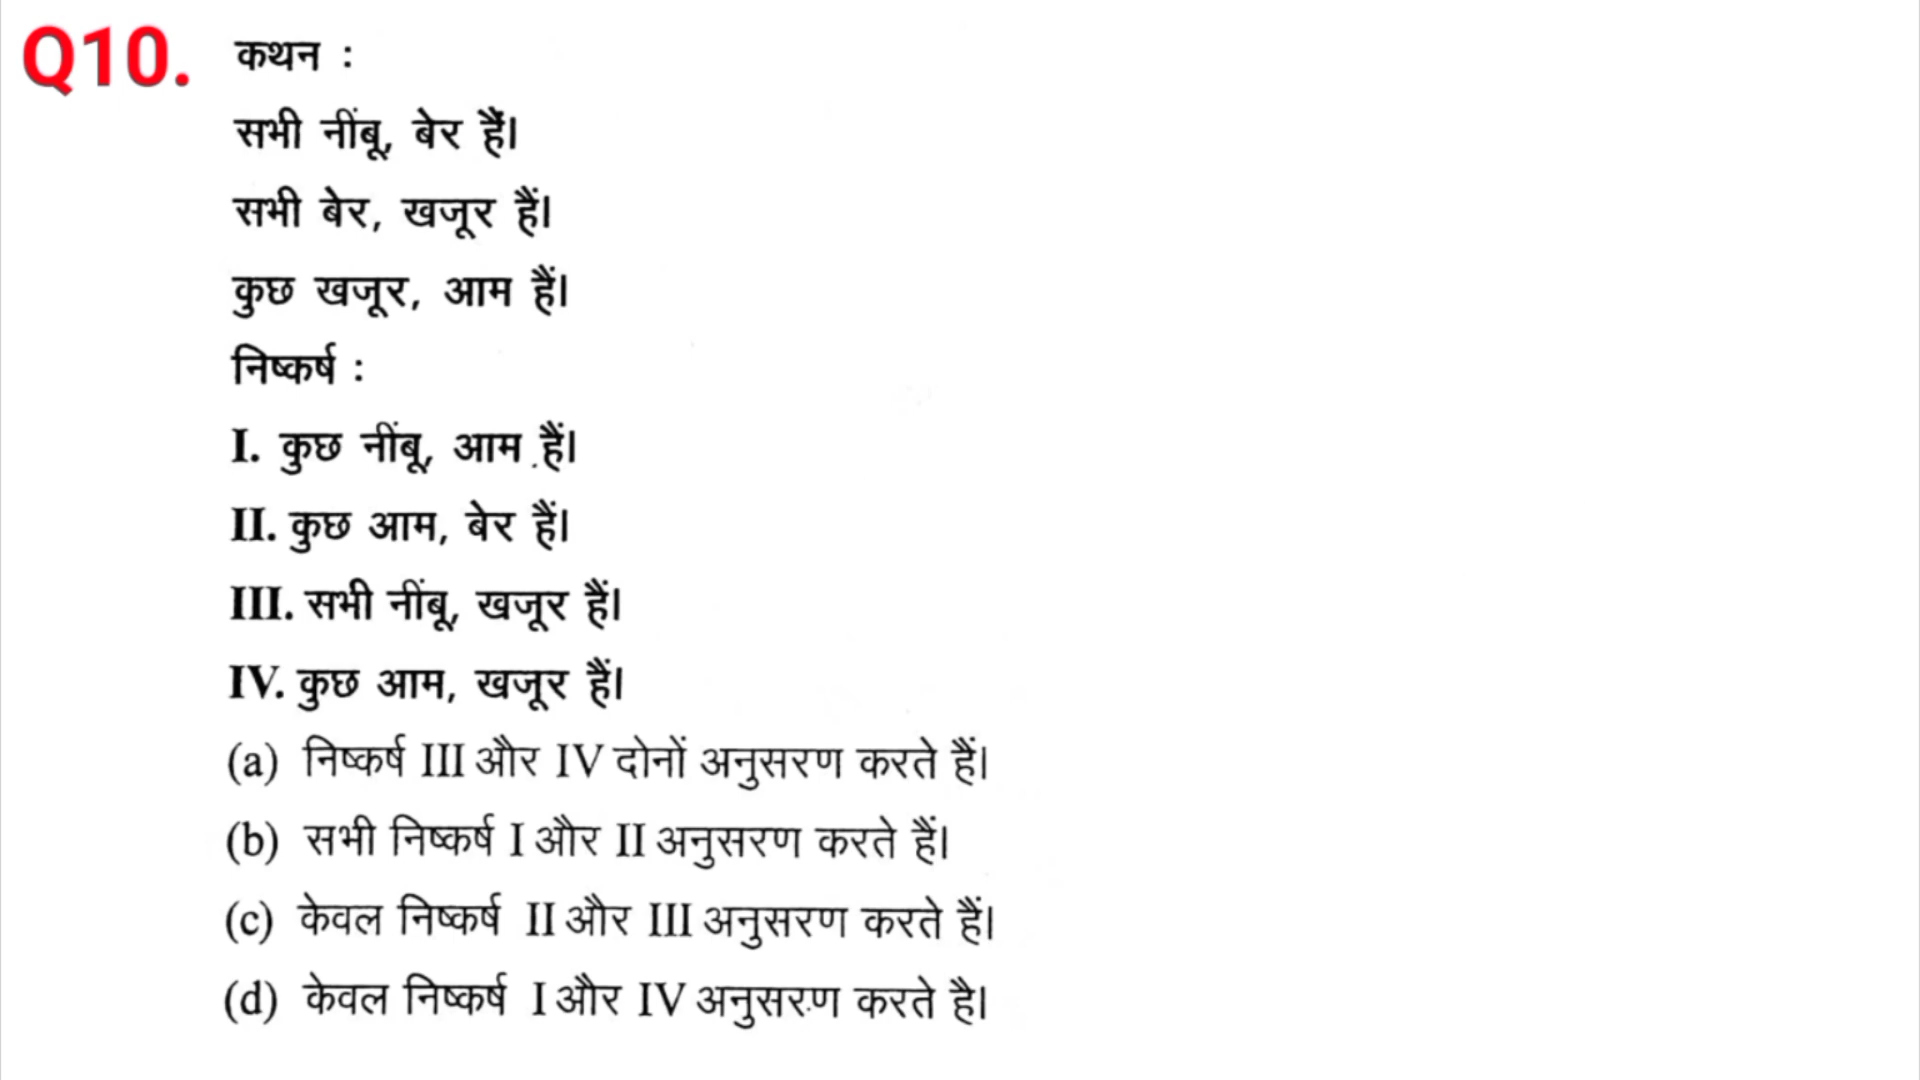 Q10. कथन :
सभी नींबू, बेर हैं।
सभी बेर, खजूर हैं।
कुछ खजूर, आम हैं।
निष्कर्ष :
I. कुछ नींबू, आम हैं।
II. कुछ आम, बेर हैं।
III. सभी नींबू, खजूर हैं।
IV. कुछ आम, खजूर हैं।
(a) निष्कर्ष III और IV दोनों अनुसरण करते हैं।
(b) सभी निष्कर्ष I और II अनुसरण करते हैं।
(c) केवल निष्कर्ष II और III अनुसरण करते हैं।
(d) केवल निष्कर्ष I और IV अनुसरण करते है।